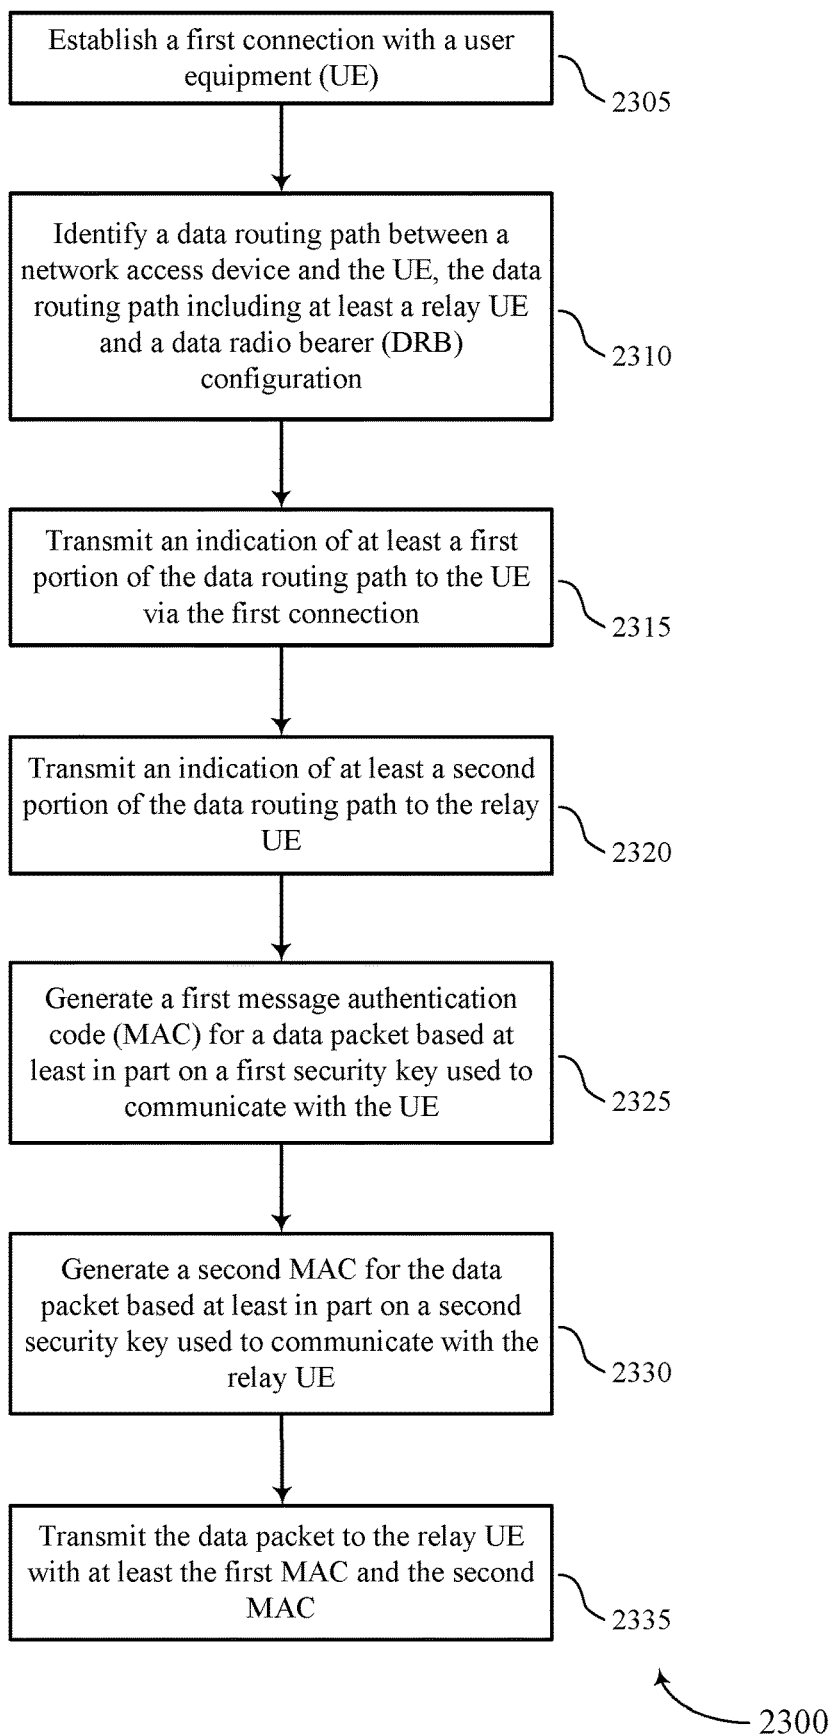 Establish a first connection with a user
equipment (UE)
2305
Identify a data routing path between a
network access device and the UE, the data
routing path including at least a relay UE
and a data radio bearer (DRB)
configuration
2310
Transmit an indication of at least a first
portion of the data routing path to the UE
via the first connection
2315
Transmit an indication of at least a second
portion of the data routing path to the relay
UE
2320
Generate a first message authentication
code (MAC) for a data packet based at
least in part on a first security key used to
communicate with the UE
2325
Generate a second MAC for the data
packet based at least in part on a second
security key used to communicate with the
relay UE
2330
Transmit the data packet to the relay UE
with at least the first MAC and the second
MAC
2335
2300